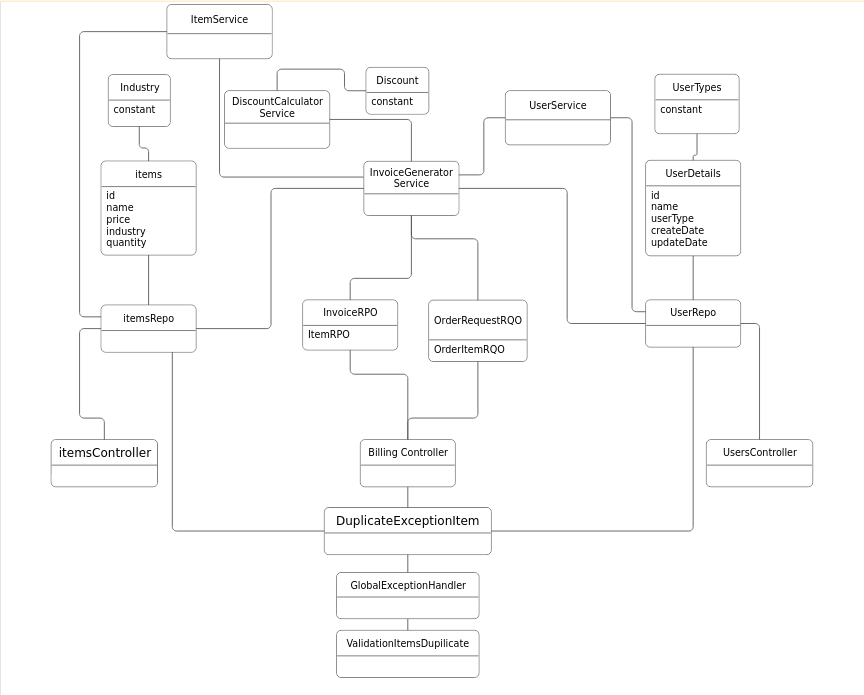 ItemService
Industry
constant
DiscountCalculator
Service
Discount
constant
UserService
UserTypes
constant
items
id
name
price
industry
quantity
InvoiceGenerator
Service
UserDetails
id
name
userType
createDate
updateDate
itemsRepo
InvoiceRPO
ItemRPO
OrderRequestRQO
OrderItemRQO
UserRepo
itemsController
Billing Controller
UsersController
DuplicateExceptionItem
GlobalExceptionHandler
ValidationItemsDupilicate